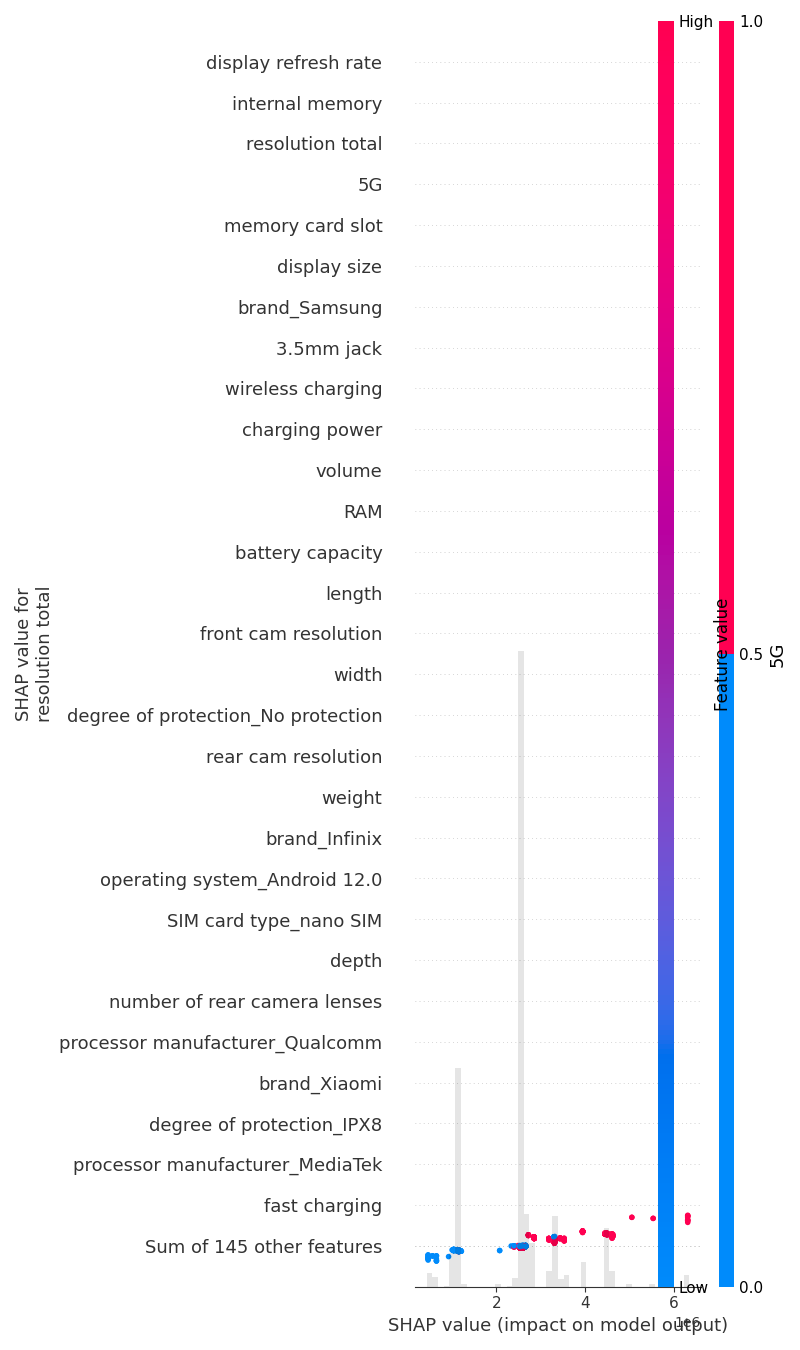 High
1.0
display refresh rate
internal memory
resolution total
5G
memory card slot
display size
brand_Samsung
3.5mm jack
wireless charging
charging power
volume
RAM
battery capacity
length
front cam resolution
width
degree of protection_No protection
rear cam resolution
weight
brand_Infinix
operating system_Android 12.0
SIM card type_nano SIM
depth
number of rear camera lenses
processor manufacturer_Qualcomm
brand_Xiaomi
degree of protection_IPX8
processor manufacturer_MediaTek
fast charging
Sum of 145 other features
SHAP value for
resolution total
Feature value
0.5
5G
Low
0.0
2
4
6
1e6
SHAP value (impact on model output)